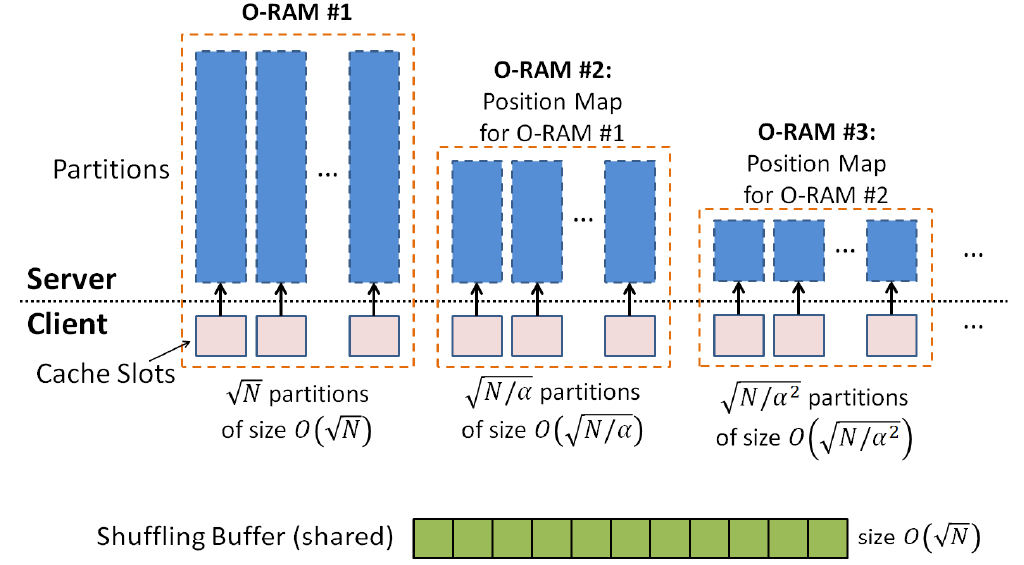 O-RAM #1
O-RAM #2:
Position Map
for O-RAM #1
O-RAM #3:
Position Map
for O-RAM #2
Partitions
...
...
...
...
Server
Client
...
Cache Slots
√N partitions
of size O(√N)
√N/α partitions
of size O(√N/α)
√N/α² partitions
of size O(√N/α²)
Shuffling Buffer (shared)
size O(√N)